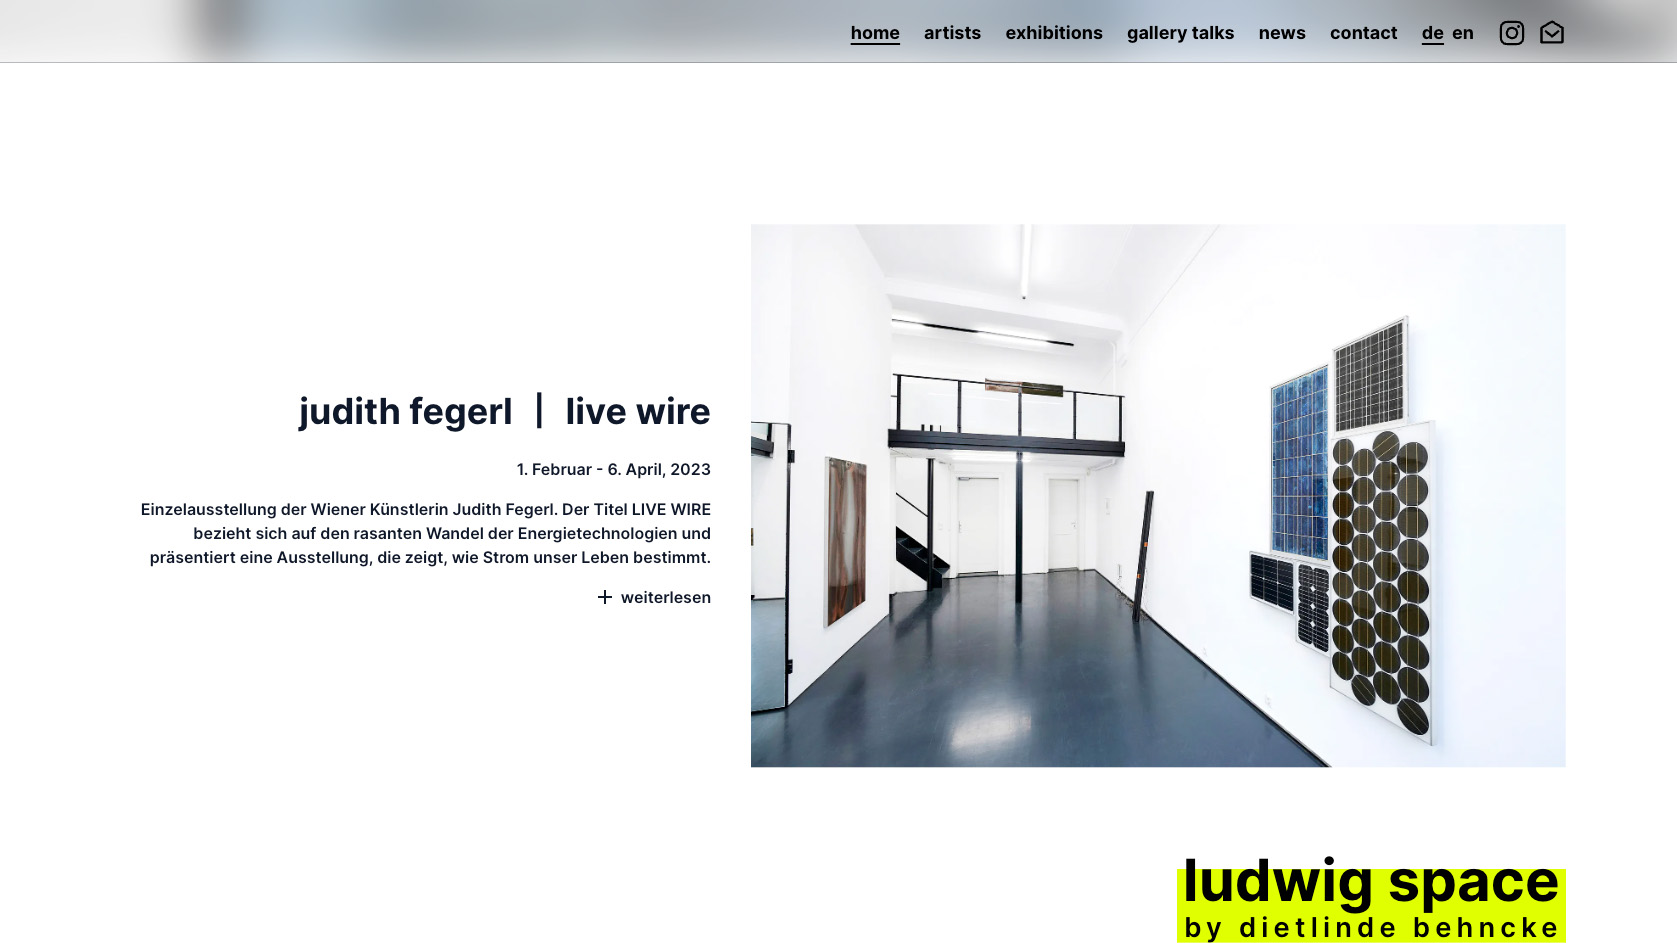 home artists exhibitions gallery talks news contact de en
judith fegerl | live wire
1. Februar - 6. April, 2023
Einzelausstellung der Wiener Künstlerin Judith Fegerl. Der Titel LIVE WIRE
bezieht sich auf den rasanten Wandel der Energietechnologien und
präsentiert eine Ausstellung, die zeigt, wie Strom unser Leben bestimmt.
+ weiterlesen
ludwig space
by dietlinde behncke